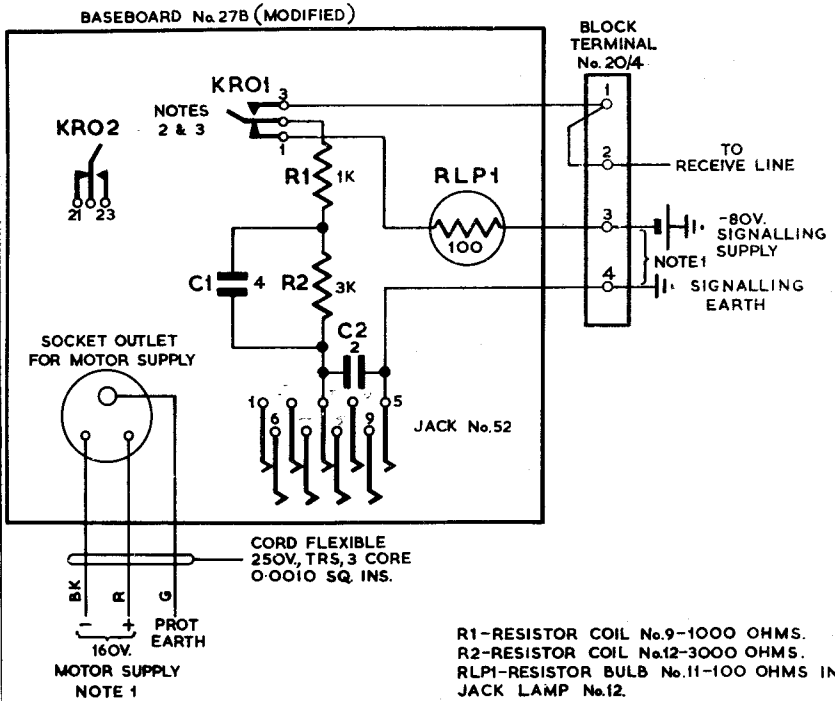 BASEBOARD No. 27B (MODIFIED)
BLOCK
TERMINAL
No. 20/4
KRO1
3
1
NOTES
2 & 3
KRO2
21 23
R1
1K
RLP1
100
1
2
3
4
TO
RECEIVE LINE
-80V.
SIGNALLING
SUPPLY
NOTE 1
SIGNALLING
EARTH
C1
4
R2
3K
C2
2
SOCKET OUTLET
FOR MOTOR SUPPLY
1
5
6
9
JACK No. 52
CORD FLEXIBLE
250V., TRS, 3 CORE
0·0010 SQ. INS.
BK
R
G
- +
160V.
PROT
EARTH
MOTOR SUPPLY
NOTE 1
R1-RESISTOR COIL No.9-1000 OHMS.
R2-RESISTOR COIL No.12-3000 OHMS.
RLP1-RESISTOR BULB No.11-100 OHMS IN
JACK LAMP No.12.